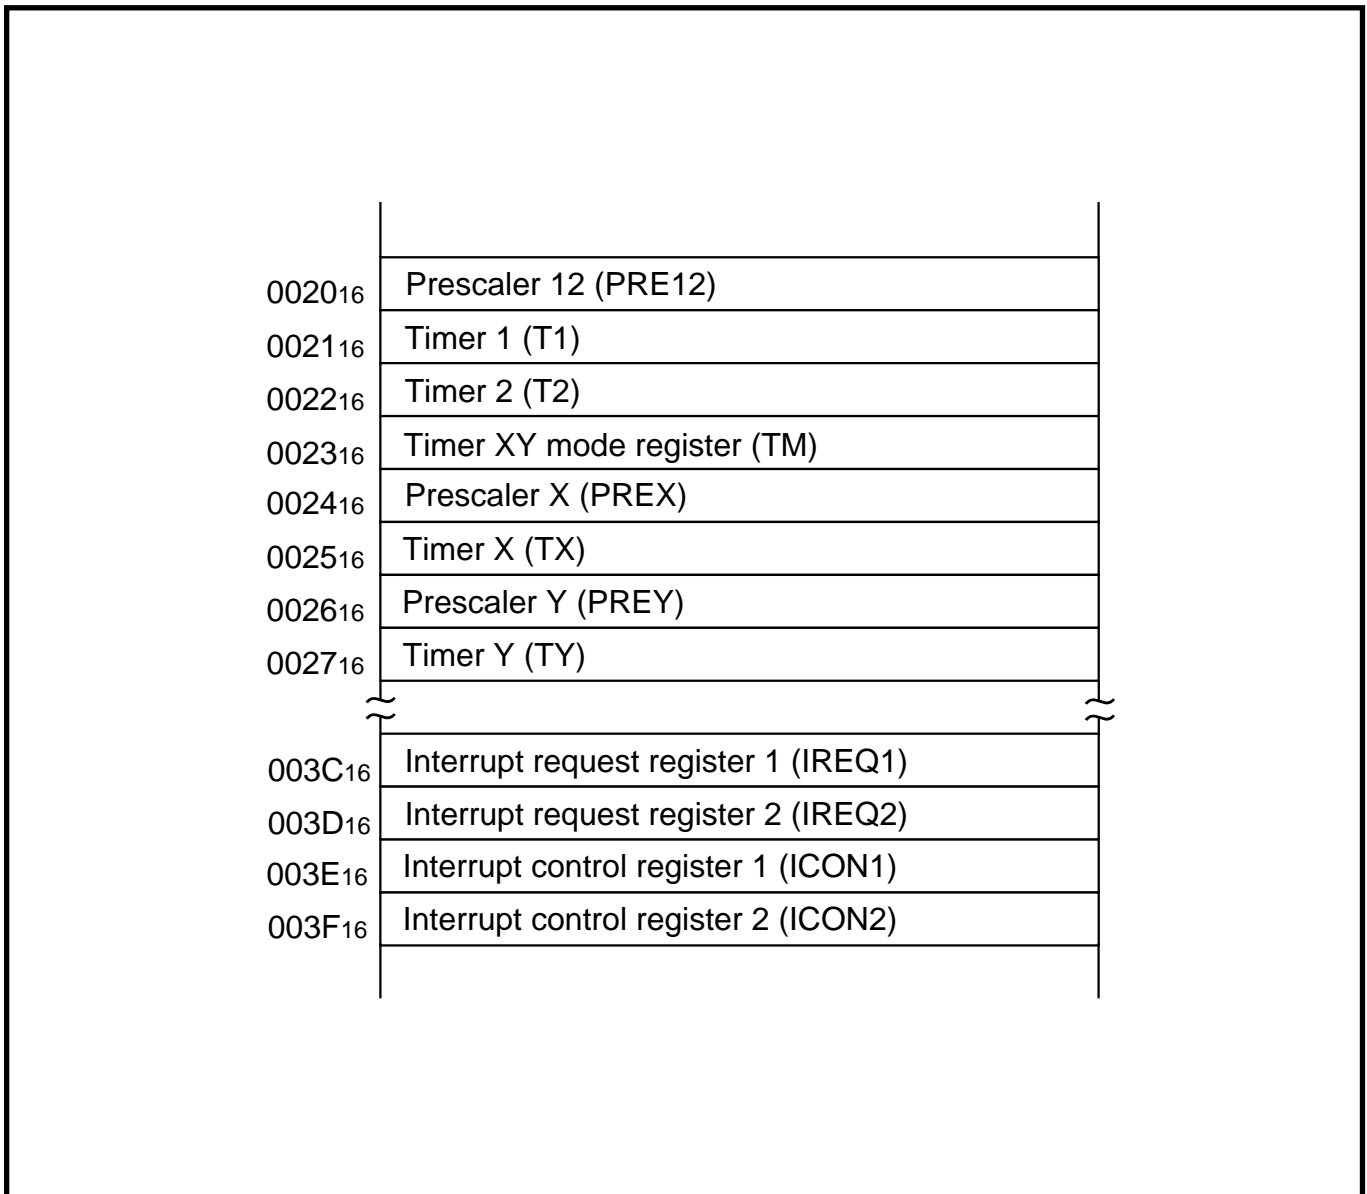 002016 Prescaler 12 (PRE12)
002116 Timer 1 (T1)
002216 Timer 2 (T2)
002316 Timer XY mode register (TM)
002416 Prescaler X (PREX)
002516 Timer X (TX)
002616 Prescaler Y (PREY)
002716 Timer Y (TY)
003C16 Interrupt request register 1 (IREQ1)
003D16 Interrupt request register 2 (IREQ2)
003E16 Interrupt control register 1 (ICON1)
003F16 Interrupt control register 2 (ICON2)